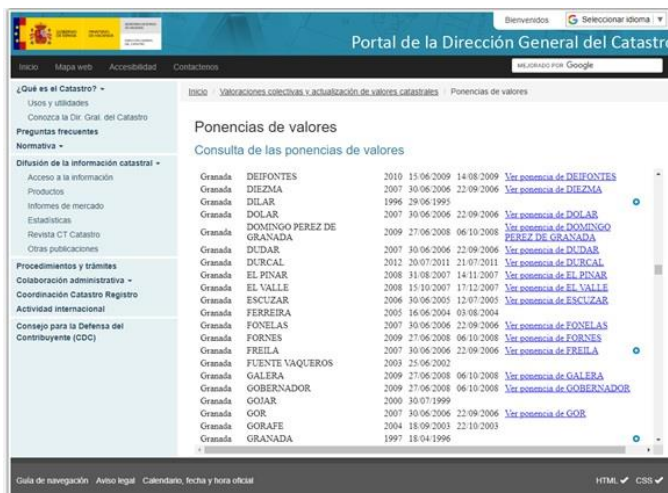 Bienvenidos
Seleccionar idioma
GOBIERNO DE ESPAÑA
MINISTERIO DE HACIENDA
Portal de la Dirección General del Catastro
Inicio Mapa web Accesibilidad Contactenos
MEJORADO POR Google
¿Qué es el Catastro?
Usos y utilidades
Conozca la Dir. Gral. del Catastro
Preguntas frecuentes
Normativa
Difusión de la información catastral
Acceso a la información
Productos
Informes de mercado
Estadísticas
Revista CT Catastro
Otras publicaciones
Procedimientos y trámites
Colaboración administrativa
Coordinación Catastro Registro
Actividad internacional
Consejo para la Defensa del
Contribuyente (CDC)
Inicio / Valoraciones colectivas y actualización de valores catastrales / Ponencias de valores
Ponencias de valores
Consulta de las ponencias de valores
Granada DEIFONTES 2010 15/06/2009 14/08/2009 Ver ponencia de DEIFONTES
Granada DIEZMA 2007 30/06/2006 22/09/2006 Ver ponencia de DIEZMA
Granada DILAR 1996 29/06/1995
Granada DOLAR 2007 30/06/2006 22/09/2006 Ver ponencia de DOLAR
Granada DOMINGO PEREZ DE GRANADA 2009 27/06/2008 06/10/2008 Ver ponencia de DOMINGO PEREZ DE GRANADA
Granada DUDAR 2007 30/06/2006 22/09/2006 Ver ponencia de DUDAR
Granada DURCAL 2012 20/07/2011 21/07/2011 Ver ponencia de DURCAL
Granada EL PINAR 2008 31/08/2007 14/11/2007 Ver ponencia de EL PINAR
Granada EL VALLE 2008 15/10/2007 17/12/2007 Ver ponencia de EL VALLE
Granada ESCUZAR 2006 30/06/2005 12/07/2005 Ver ponencia de ESCUZAR
Granada FERREIRA 2005 16/06/2004 03/08/2004
Granada FONELAS 2007 30/06/2006 22/09/2006 Ver ponencia de FONELAS
Granada FORNES 2009 27/06/2008 06/10/2008 Ver ponencia de FORNES
Granada FREILA 2007 30/06/2006 22/09/2006 Ver ponencia de FREILA
Granada FUENTE VAQUEROS 2003 25/06/2002
Granada GALERA 2009 27/06/2008 06/10/2008 Ver ponencia de GALERA
Granada GOBERNADOR 2009 27/06/2008 06/10/2008 Ver ponencia de GOBERNADOR
Granada GOJAR 2000 30/07/1999
Granada GOR 2007 30/06/2006 22/09/2006 Ver ponencia de GOR
Granada GORAFE 2004 18/09/2003 22/10/2003
Granada GRANADA 1997 18/04/1996
Guía de navegación Aviso legal Calendario, fecha y hora oficial
HTML CSS